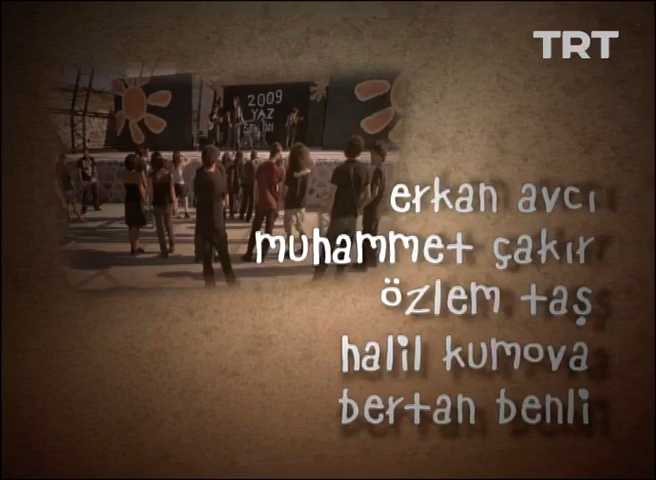 TRT
2009
YAZ
erkan avcı
muhammet çakır
özlem taş
halil kumova
bertan benli